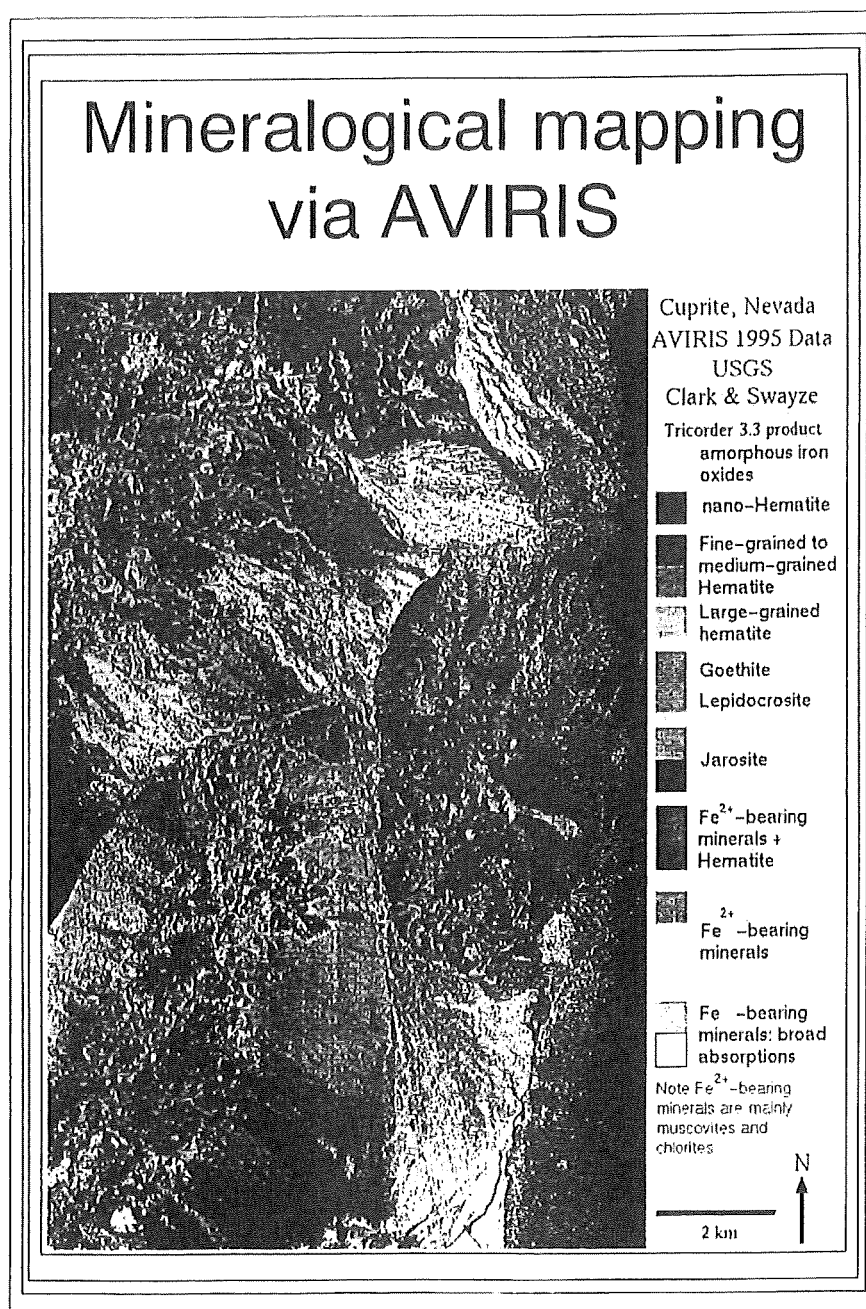 Mineralogical mapping
via AVIRIS
Cuprite, Nevada
AVIRIS 1995 Data
USGS
Clark & Swayze
Tricorder 3.3 product
amorphous iron
oxides
nano-Hematite
Fine-grained to
medium-grained
Hematite
Large-grained
hematite
Goethite
Lepidocrosite
Jarosite
Fe2+-bearing
minerals +
Hematite
Fe2+-bearing
minerals
Fe -bearing
minerals: broad
absorptions
Note Fe2+-bearing
minerals are mainly
muscovites and
chlorites
N
2 km